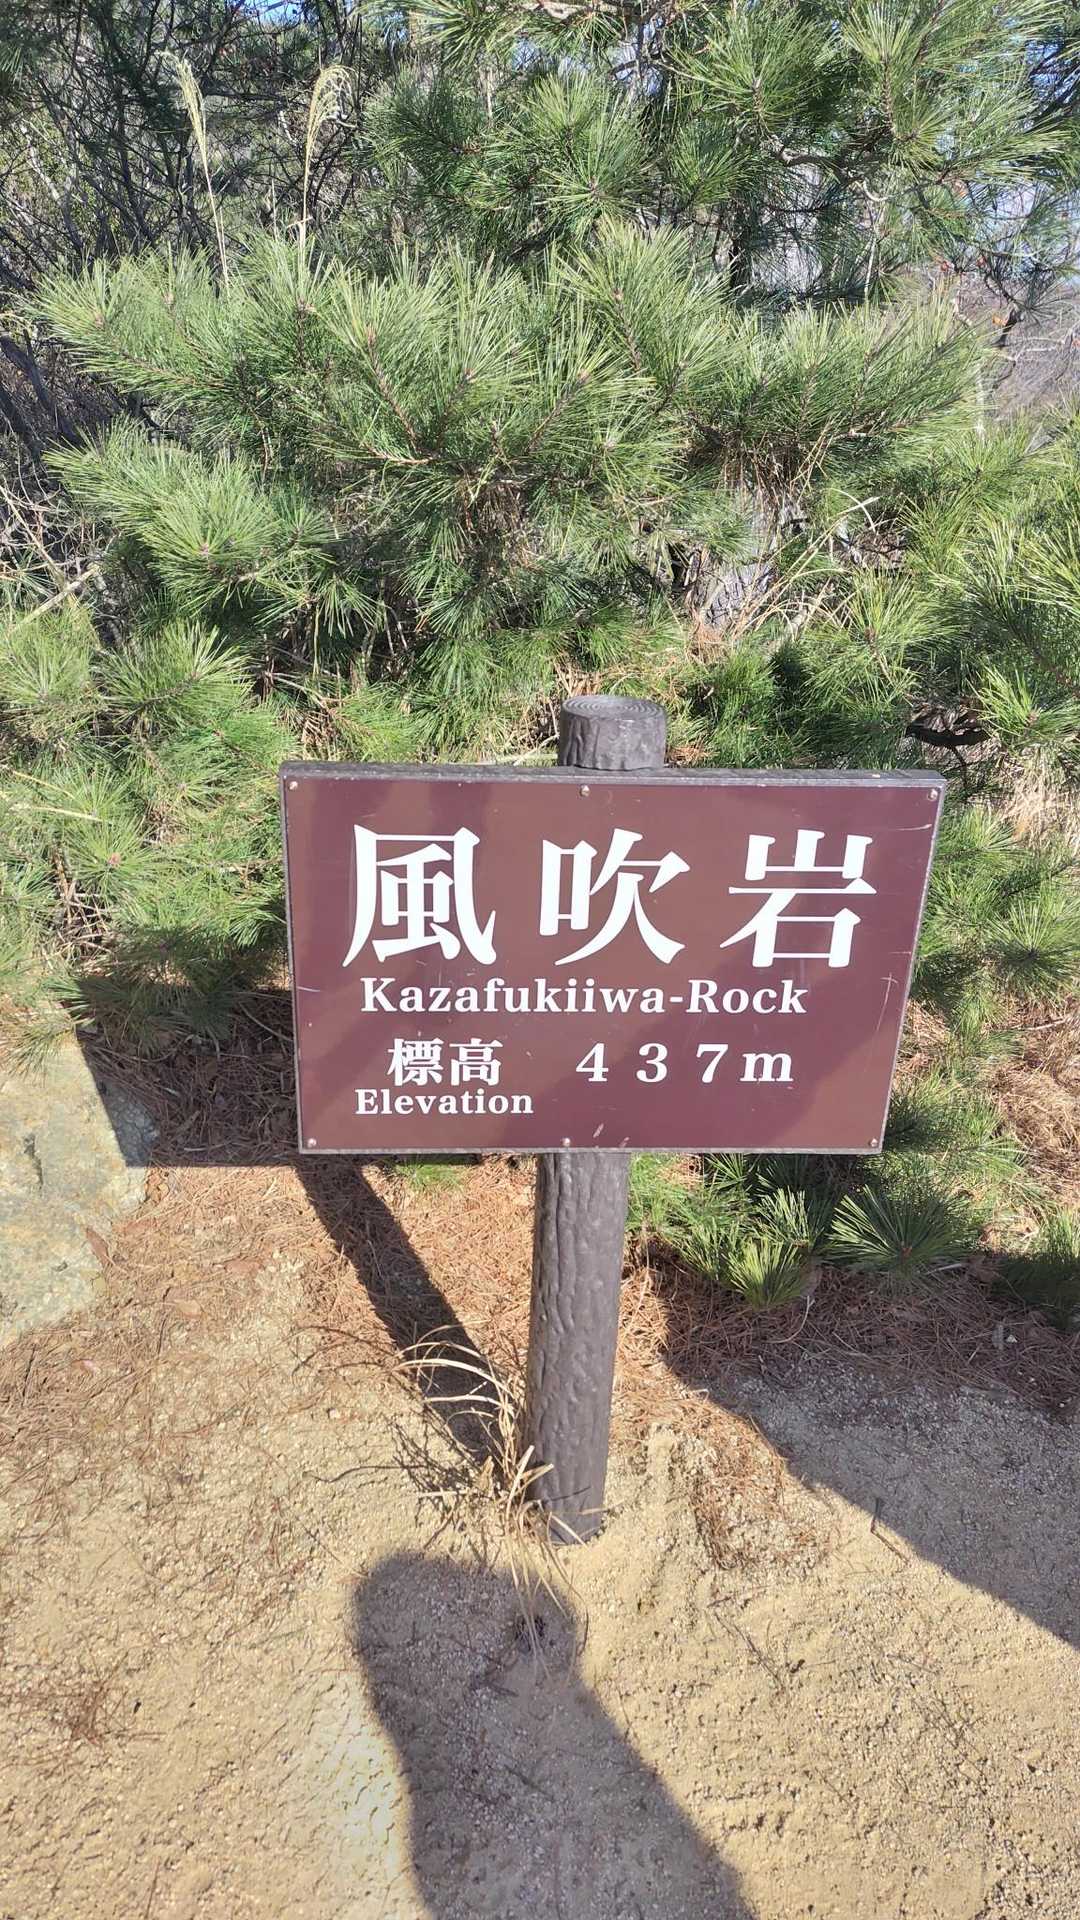 風吹岩
Kazafukiiwa-Rock
標高 437m
Elevation